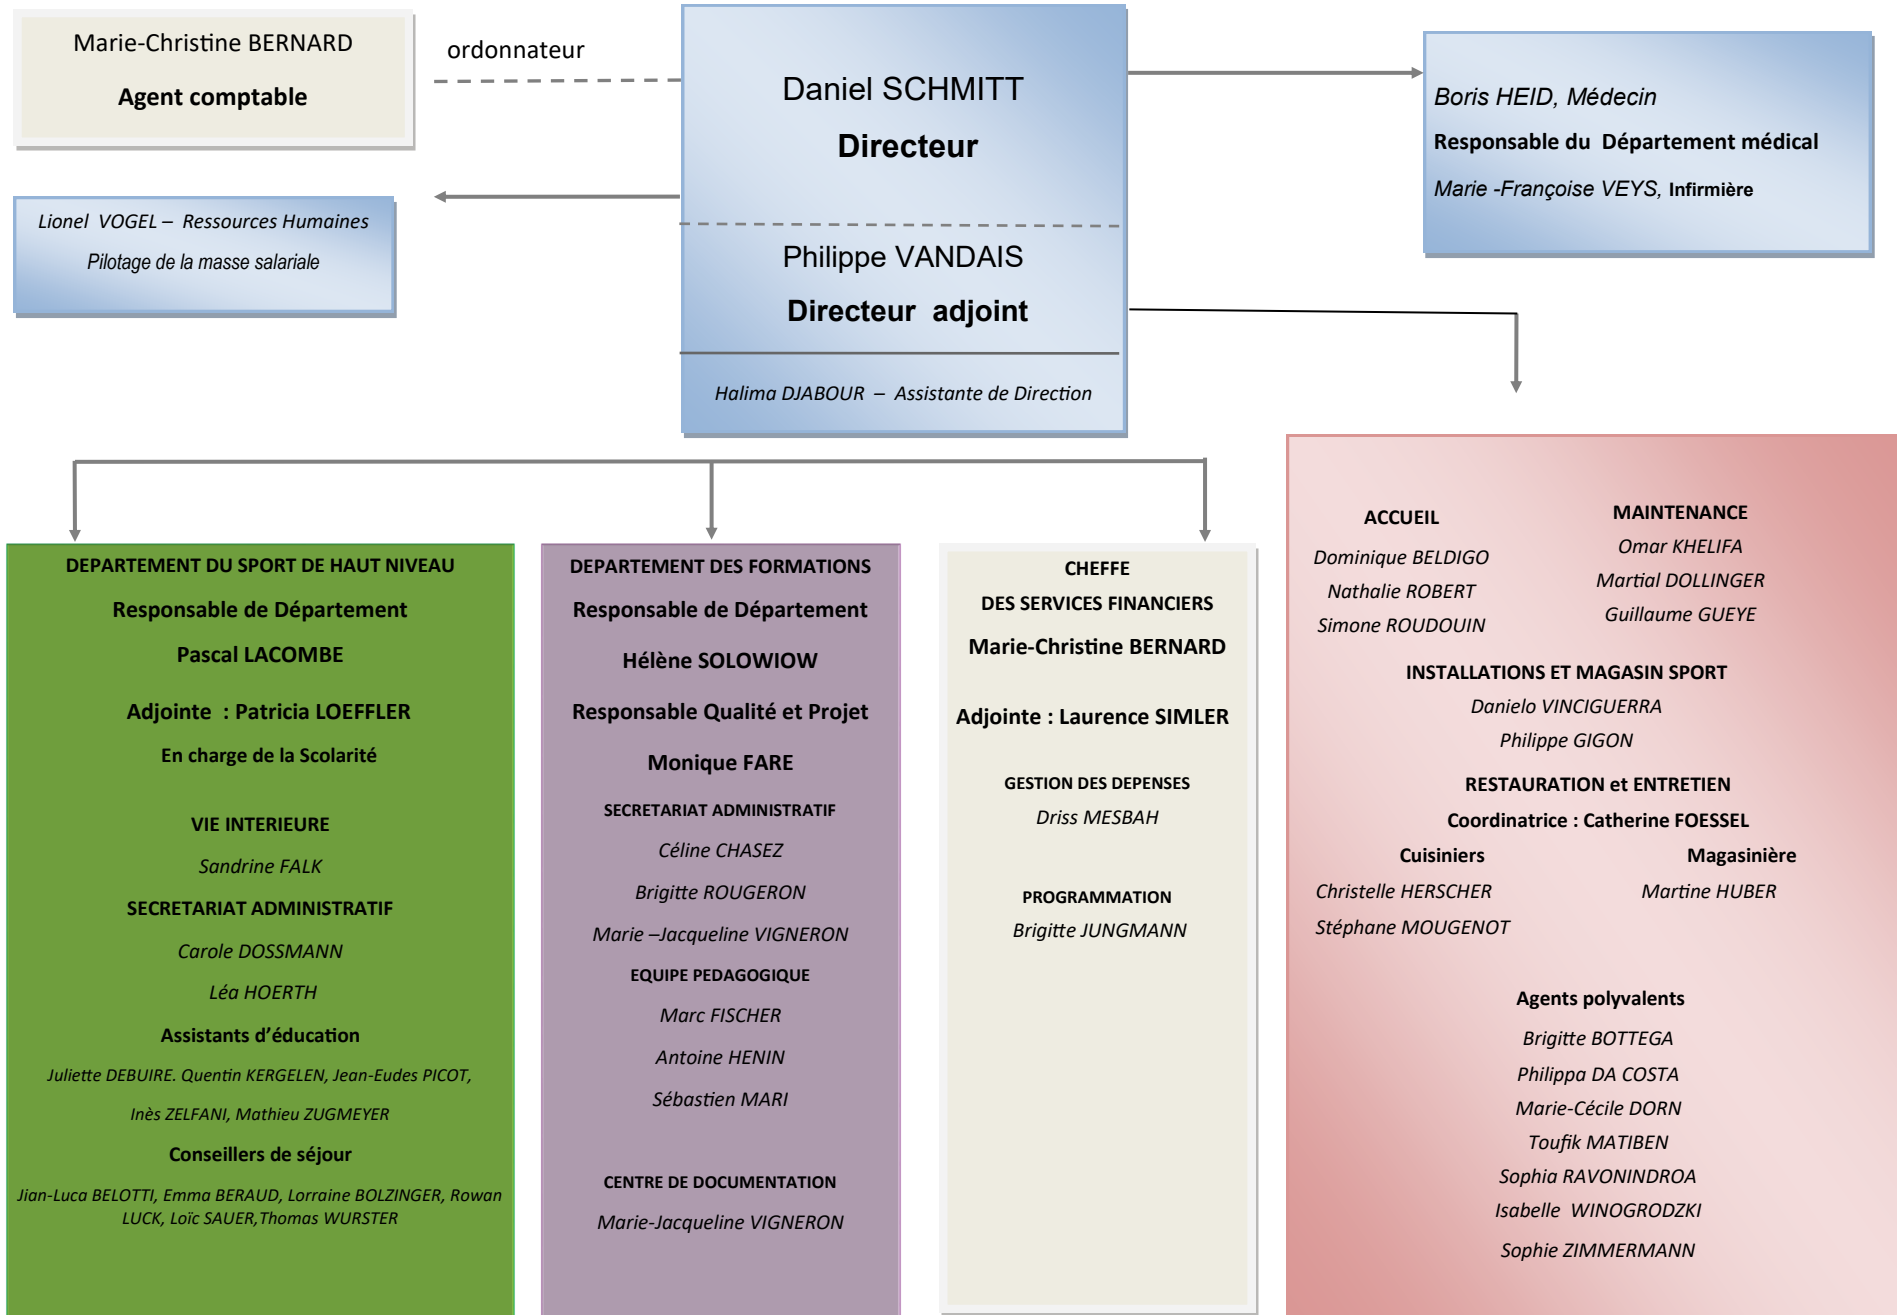 Marie-Christine BERNARD
Agent comptable
ordonnateur
Daniel SCHMITT
Directeur
Philippe VANDAIS
Directeur adjoint
Halima DJABOUR – Assistante de Direction
Boris HEID, Médecin
Responsable du Département médical
Marie -Françoise VEYS, Infirmière
Lionel VOGEL – Ressources Humaines
Pilotage de la masse salariale
DEPARTEMENT DU SPORT DE HAUT NIVEAU
Responsable de Département
Pascal LACOMBE
Adjointe : Patricia LOEFFLER
En charge de la Scolarité
VIE INTERIEURE
Sandrine FALK
SECRETARIAT ADMINISTRATIF
Carole DOSSMANN
Léa HOERTH
Assistants d’éducation
Juliette DEBUIRE. Quentin KERGELEN, Jean-Eudes PICOT,
Inès ZELFANI, Mathieu ZUGMEYER
Conseillers de séjour
Jian-Luca BELOTTI, Emma BERAUD, Lorraine BOLZINGER, Rowan
LUCK, Loïc SAUER,Thomas WURSTER
DEPARTEMENT DES FORMATIONS
Responsable de Département
Hélène SOLOWIOW
Responsable Qualité et Projet
Monique FARE
SECRETARIAT ADMINISTRATIF
Céline CHASEZ
Brigitte ROUGERON
Marie –Jacqueline VIGNERON
EQUIPE PEDAGOGIQUE
Marc FISCHER
Antoine HENIN
Sébastien MARI
CENTRE DE DOCUMENTATION
Marie-Jacqueline VIGNERON
CHEFFE
DES SERVICES FINANCIERS
Marie-Christine BERNARD
Adjointe : Laurence SIMLER
GESTION DES DEPENSES
Driss MESBAH
PROGRAMMATION
Brigitte JUNGMANN
ACCUEIL
Dominique BELDIGO
Nathalie ROBERT
Simone ROUDOUIN
MAINTENANCE
Omar KHELIFA
Martial DOLLINGER
Guillaume GUEYE
INSTALLATIONS ET MAGASIN SPORT
Danielo VINCIGUERRA
Philippe GIGON
RESTAURATION et ENTRETIEN
Coordinatrice : Catherine FOESSEL
Cuisiniers
Christelle HERSCHER
Stéphane MOUGENOT
Magasinière
Martine HUBER
Agents polyvalents
Brigitte BOTTEGA
Philippa DA COSTA
Marie-Cécile DORN
Toufik MATIBEN
Sophia RAVONINDROA
Isabelle WINOGRODZKI
Sophie ZIMMERMANN